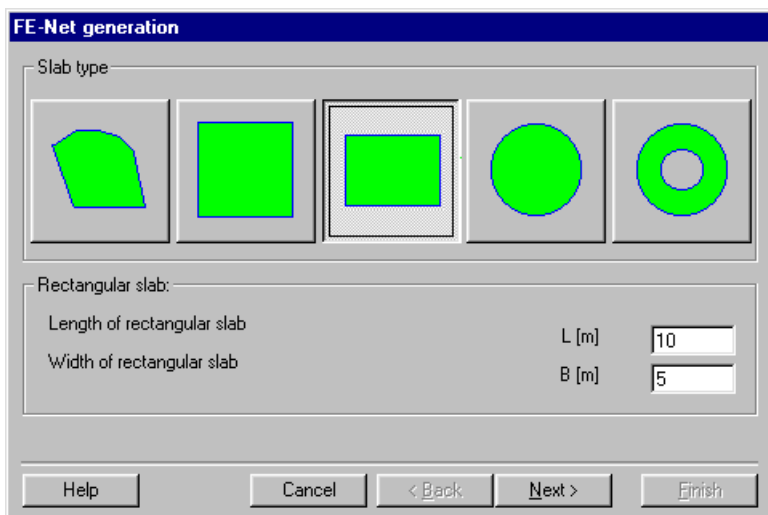 FE-Net generation
Slab type
Rectangular slab:
Length of rectangular slab L [m] 10
Width of rectangular slab B [m] 5
Help Cancel < Back Next > Finish